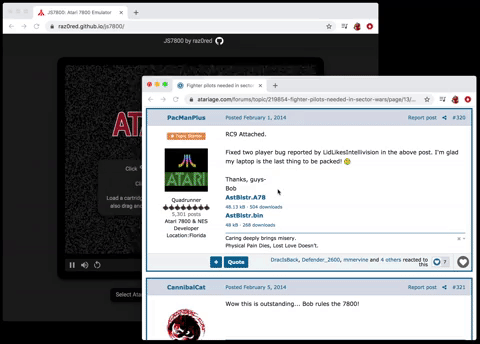 JS7800: Atari 7800 Emulator
raz0red.github.io/js7800/
JS7800 by raz0red
Click
Cli
Load a cartridg
also drag an
Select Ata
Fighter pilots needed in sector
atariage.com/forums/topic/219854-fighter-pilots-needed-in-sector-wars/page/13/...
PacManPlus
Posted February 1, 2014
Report post
#320
Topic Starter
ATARI
Quadrunner
5,301 posts
Atari 7800 & NES
Developer
Location:Florida
RC9 Attached.
Fixed two player bug reported by LidLikesIntellivision in the above post. I'm glad
my laptop is the last thing to be packed!
Thanks, guys-
Bob
AstBlstr.A78
48.13 kB · 504 downloads
AstBlstr.bin
48 kB · 268 downloads
Caring deeply brings misery.
Physical Pain Dies, Lost Love Doesn't.
+ Quote
DracIsBack, Defender_2600, mmervine and 4 others reacted to
this
7
CannibalCat
Posted February 5, 2014
Report post
#321
Wow this is outstanding... Bob rules the 7800!